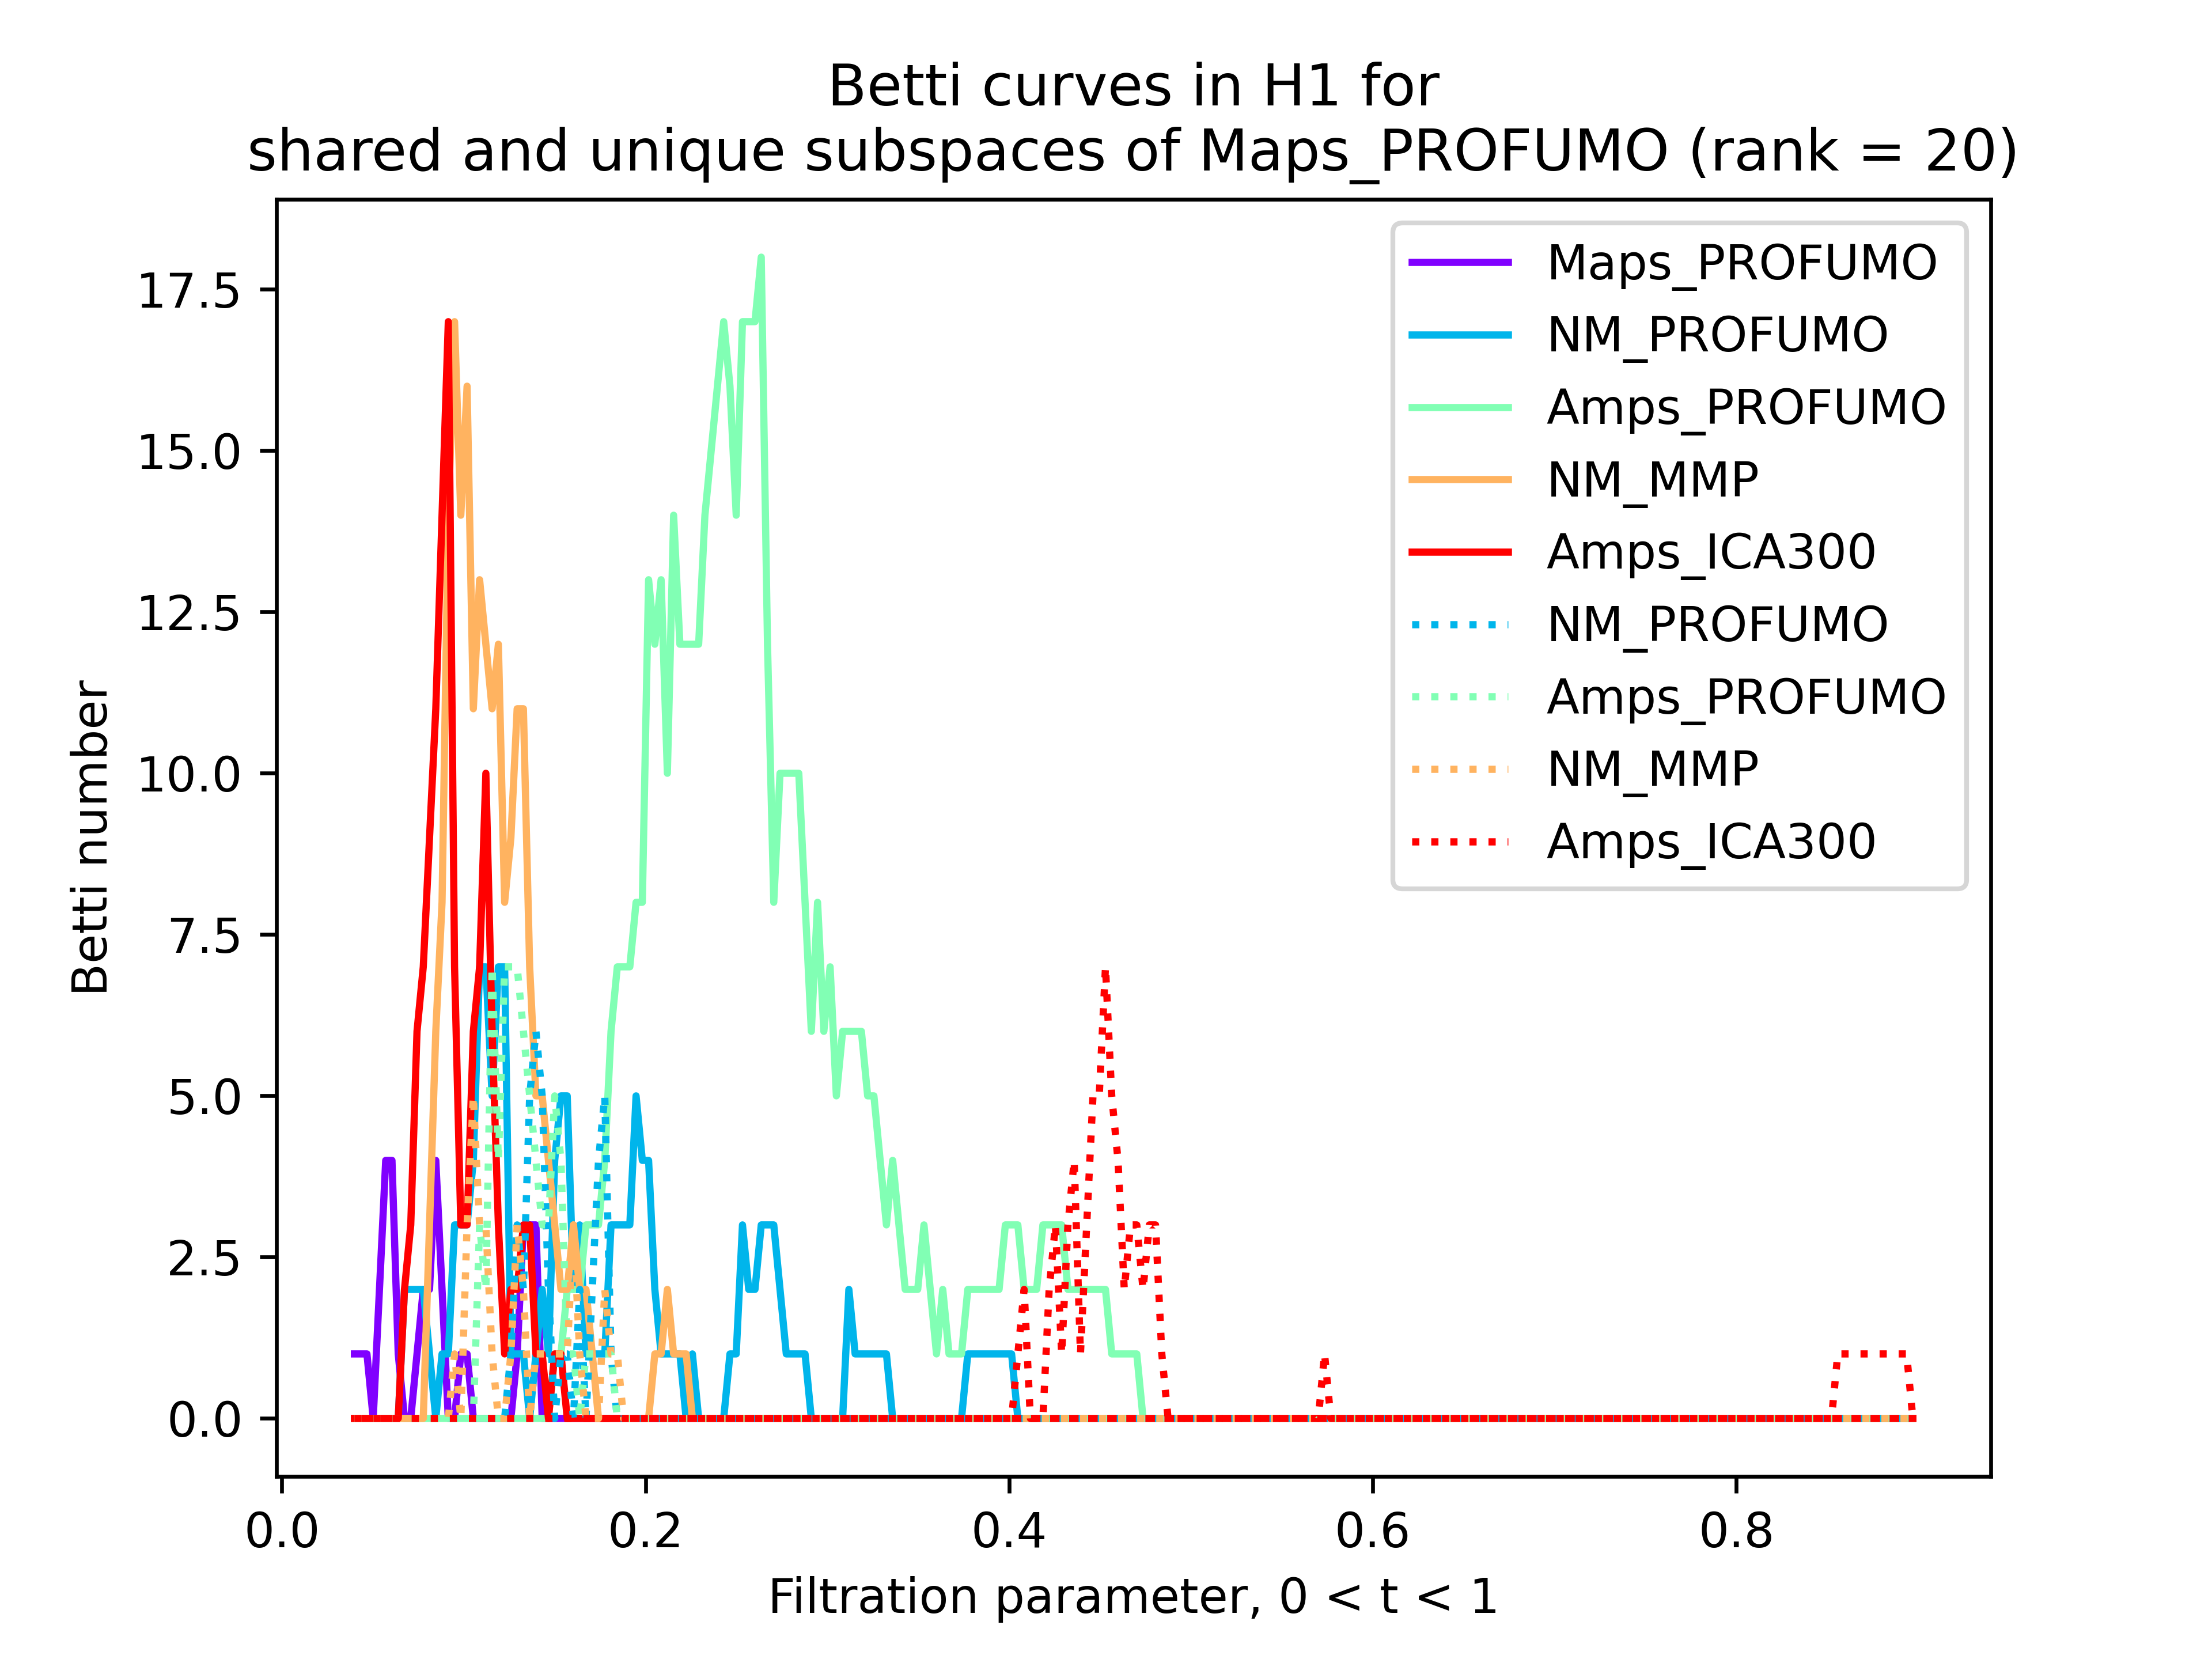 Betti curves in H1 for
shared and unique subspaces of Maps_PROFUMO (rank = 20)
Maps_PROFUMO
NM_PROFUMO
Amps_PROFUMO
NM_MMP
Amps_ICA300
NM_PROFUMO
Amps_PROFUMO
NM_MMP
Amps_ICA300
17.5
15.0
12.5
10.0
7.5
5.0
2.5
0.0
Betti number
0.0 0.2 0.4 0.6 0.8
Filtration parameter, 0 < t < 1